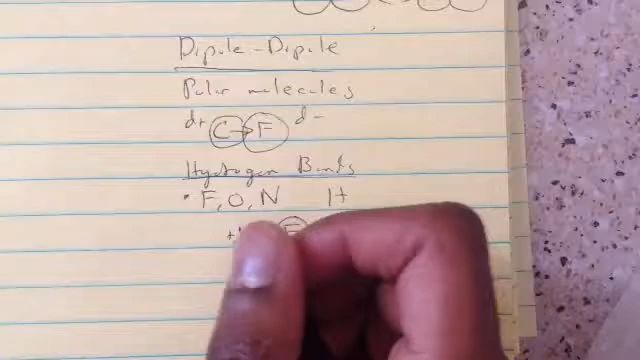 Dipole-Dipole
Polar molecules
d+ C→F d-
Hydrogen Bonds
• F, O, N H
F